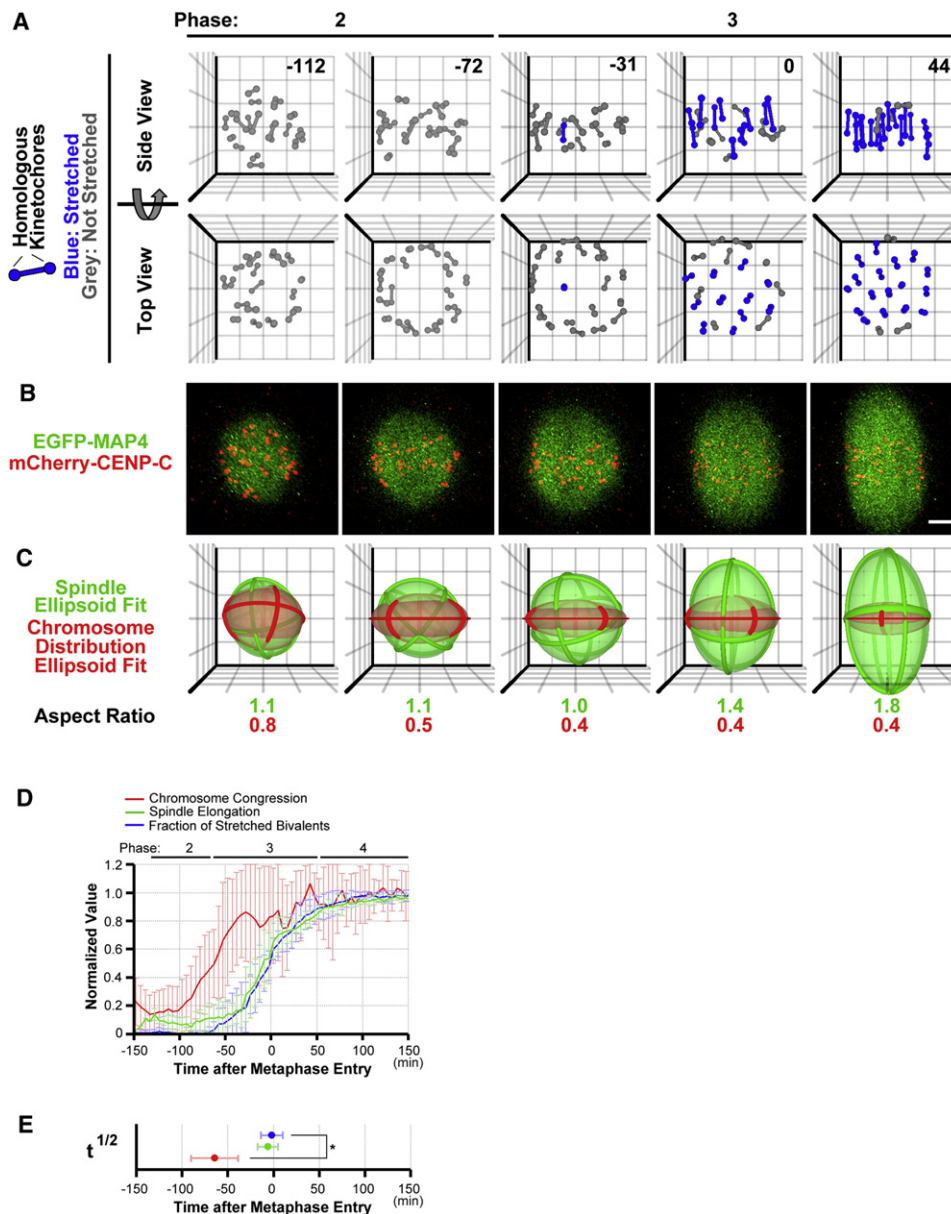 A
Phase: 2 3
-112 -72 -31 0 44
Homologous
Kinetochores
Blue: Stretched
Grey: Not Stretched
Side View
Top View
B
EGFP-MAP4
mCherry-CENP-C
C
Spindle
Ellipsoid Fit
Chromosome
Distribution
Ellipsoid Fit
Aspect Ratio
1.1 1.1 1.0 1.4 1.8
0.8 0.5 0.4 0.4 0.4
D
Chromosome Congression
Spindle Elongation
Fraction of Stretched Bivalents
Phase: 2 3 4
Normalized Value
1.2
1.0
0.8
0.6
0.4
0.2
0
-150 -100 -50 0 50 100 150
(min)
Time after Metaphase Entry
E
t 1/2
*
-150 -100 -50 0 50 100 150
(min)
Time after Metaphase Entry